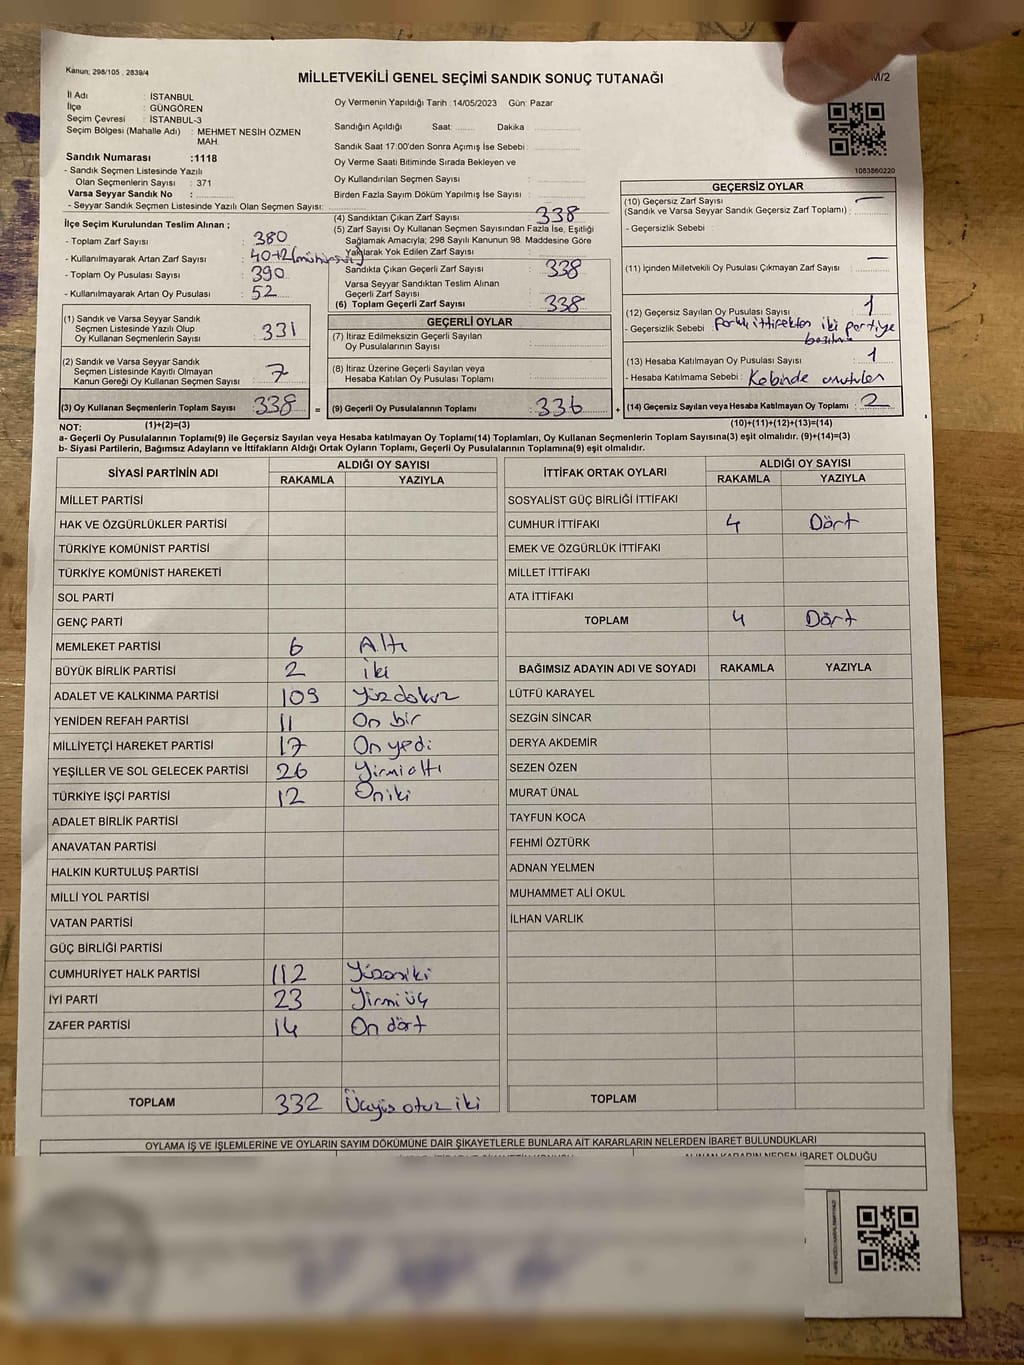 Kanun; 298/105 , 2839/4
MİLLETVEKİLİ GENEL SEÇİMİ SANDIK SONUÇ TUTANAĞI
M/2
İl Adı : İSTANBUL
İlçe : GÜNGÖREN
Seçim Çevresi : İSTANBUL-3
Seçim Bölgesi (Mahalle Adı) : MEHMET NESİH ÖZMEN MAH.
Sandık Numarası :1118
- Sandık Seçmen Listesinde Yazılı
Olan Seçmenlerin Sayısı : 371
Varsa Seyyar Sandık No :
- Seyyar Sandık Seçmen Listesinde Yazılı Olan Seçmen Sayısı:
Oy Vermenin Yapıldığı Tarih :14/05/2023 Gün: Pazar
Sandığın Açıldığı Saat: Dakika
Sandık Saat 17:00'den Sonra Açımış İse Sebebi :
Oy Verme Saati Bitiminde Sırada Bekleyen ve
Oy Kullandırılan Seçmen Sayısı :
Birden Fazla Sayım Döküm Yapılmış İse Sayısı :
1083860220
İlçe Seçim Kurulundan Teslim Alınan ;
- Toplam Zarf Sayısı : 380
- Kullanılmayarak Artan Zarf Sayısı : 40+2
- Toplam Oy Pusulası Sayısı : 390
- Kullanılmayarak Artan Oy Pusulası : 52
(4) Sandıktan Çıkan Zarf Sayısı : 338
(5) Zarf Sayısı Oy Kullanan Seçmen Sayısından Fazla İse, Eşitliği
Sağlamak Amacıyla; 298 Sayılı Kanunun 98. Maddesine Göre
Yakılarak Yok Edilen Zarf Sayısı :
Sandıkta Çıkan Geçerli Zarf Sayısı : 338
Varsa Seyyar Sandıktan Teslim Alınan
Geçerli Zarf Sayısı :
(6) Toplam Geçerli Zarf Sayısı : 338
GEÇERSİZ OYLAR
(10) Geçersiz Zarf Sayısı —
(Sandık ve Varsa Seyyar Sandık Geçersiz Zarf Toplamı) :
- Geçersizlik Sebebi :
(11) İçinden Milletvekili Oy Pusulası Çıkmayan Zarf Sayısı : —
(12) Geçersiz Sayılan Oy Pusulası Sayısı : 1
- Geçersizlik Sebebi : Farklı ittifaktan iki partiye
(13) Hesaba Katılmayan Oy Pusulası Sayısı : 1
- Hesaba Katılmama Sebebi : Kabinde unutulan
(14) Geçersiz Sayılan veya Hesaba Katılmayan Oy Toplamı : 2
(10)+(11)+(12)+(13)=(14)
(1) Sandık ve Varsa Seyyar Sandık
Seçmen Listesinde Yazılı Olup
Oy Kullanan Seçmenlerin Sayısı : 331
(2) Sandık ve Varsa Seyyar Sandık
Seçmen Listesinde Kayıtlı Olmayan
Kanun Gereği Oy Kullanan Seçmen Sayısı : 7
(3) Oy Kullanan Seçmenlerin Toplam Sayısı : 338 =
(1)+(2)=(3)
GEÇERLİ OYLAR
(7) İtiraz Edilmeksizin Geçerli Sayılan
Oy Pusulalarının Sayısı :
(8) İtiraz Üzerine Geçerli Sayılan veya
Hesaba Katılan Oy Pusulası Toplamı :
(9) Geçerli Oy Pusulalarının Toplamı : 336 +
NOT:
a- Geçerli Oy Pusulalarının Toplamı(9) ile Geçersiz Sayılan veya Hesaba katılmayan Oy Toplamı(14) Toplamları, Oy Kullanan Seçmenlerin Toplam Sayısına(3) eşit olmalıdır. (9)+(14)=(3)
b- Siyasi Partilerin, Bağımsız Adayların ve İttifakların Aldığı Ortak Oyların Toplamı, Geçerli Oy Pusulalarının Toplamına(9) eşit olmalıdır.
SİYASİ PARTİNİN ADI ALDIĞI OY SAYISI
RAKAMLA YAZIYLA
MİLLET PARTİSİ
HAK VE ÖZGÜRLÜKLER PARTİSİ
TÜRKİYE KOMÜNİST PARTİSİ
TÜRKİYE KOMÜNİST HAREKETİ
SOL PARTİ
GENÇ PARTİ
MEMLEKET PARTİSİ 6 Altı
BÜYÜK BİRLİK PARTİSİ 2 iki
ADALET VE KALKINMA PARTİSİ 109 Yüzdokuz
YENİDEN REFAH PARTİSİ 11 On bir
MİLLİYETÇİ HAREKET PARTİSİ 17 On yedi
YEŞİLLER VE SOL GELECEK PARTİSİ 26 Yirmi altı
TÜRKİYE İŞÇİ PARTİSİ 12 Oniki
ADALET BİRLİK PARTİSİ
ANAVATAN PARTİSİ
HALKIN KURTULUŞ PARTİSİ
MİLLİ YOL PARTİSİ
VATAN PARTİSİ
GÜÇ BİRLİĞİ PARTİSİ
CUMHURİYET HALK PARTİSİ 112 Yüzoniki
İYİ PARTİ 23 Yirmi üç
ZAFER PARTİSİ 14 On dört
TOPLAM 332 Üçyüz otuz iki
İTTİFAK ORTAK OYLARI ALDIĞI OY SAYISI
RAKAMLA YAZIYLA
SOSYALİST GÜÇ BİRLİĞİ İTTİFAKI
CUMHUR İTTİFAKI 4 Dört
EMEK VE ÖZGÜRLÜK İTTİFAKI
MİLLET İTTİFAKI
ATA İTTİFAKI
TOPLAM 4 Dört
BAĞIMSIZ ADAYIN ADI VE SOYADI RAKAMLA YAZIYLA
LÜTFÜ KARAYEL
SEZGİN SİNCAR
DERYA AKDEMİR
SEZEN ÖZEN
MURAT ÜNAL
TAYFUN KOCA
FEHMİ ÖZTÜRK
ADNAN YELMEN
MUHAMMET ALİ OKUL
İLHAN VARLIK
TOPLAM
OYLAMA İŞ VE İŞLEMLERİNE VE OYLARIN SAYIM DÖKÜMÜNE DAİR ŞİKAYETLERLE BUNLARA AİT KARARLARIN NELERDEN İBARET BULUNDUKLARI
ALINAN KARARIN NEDEN İBARET OLDUĞU